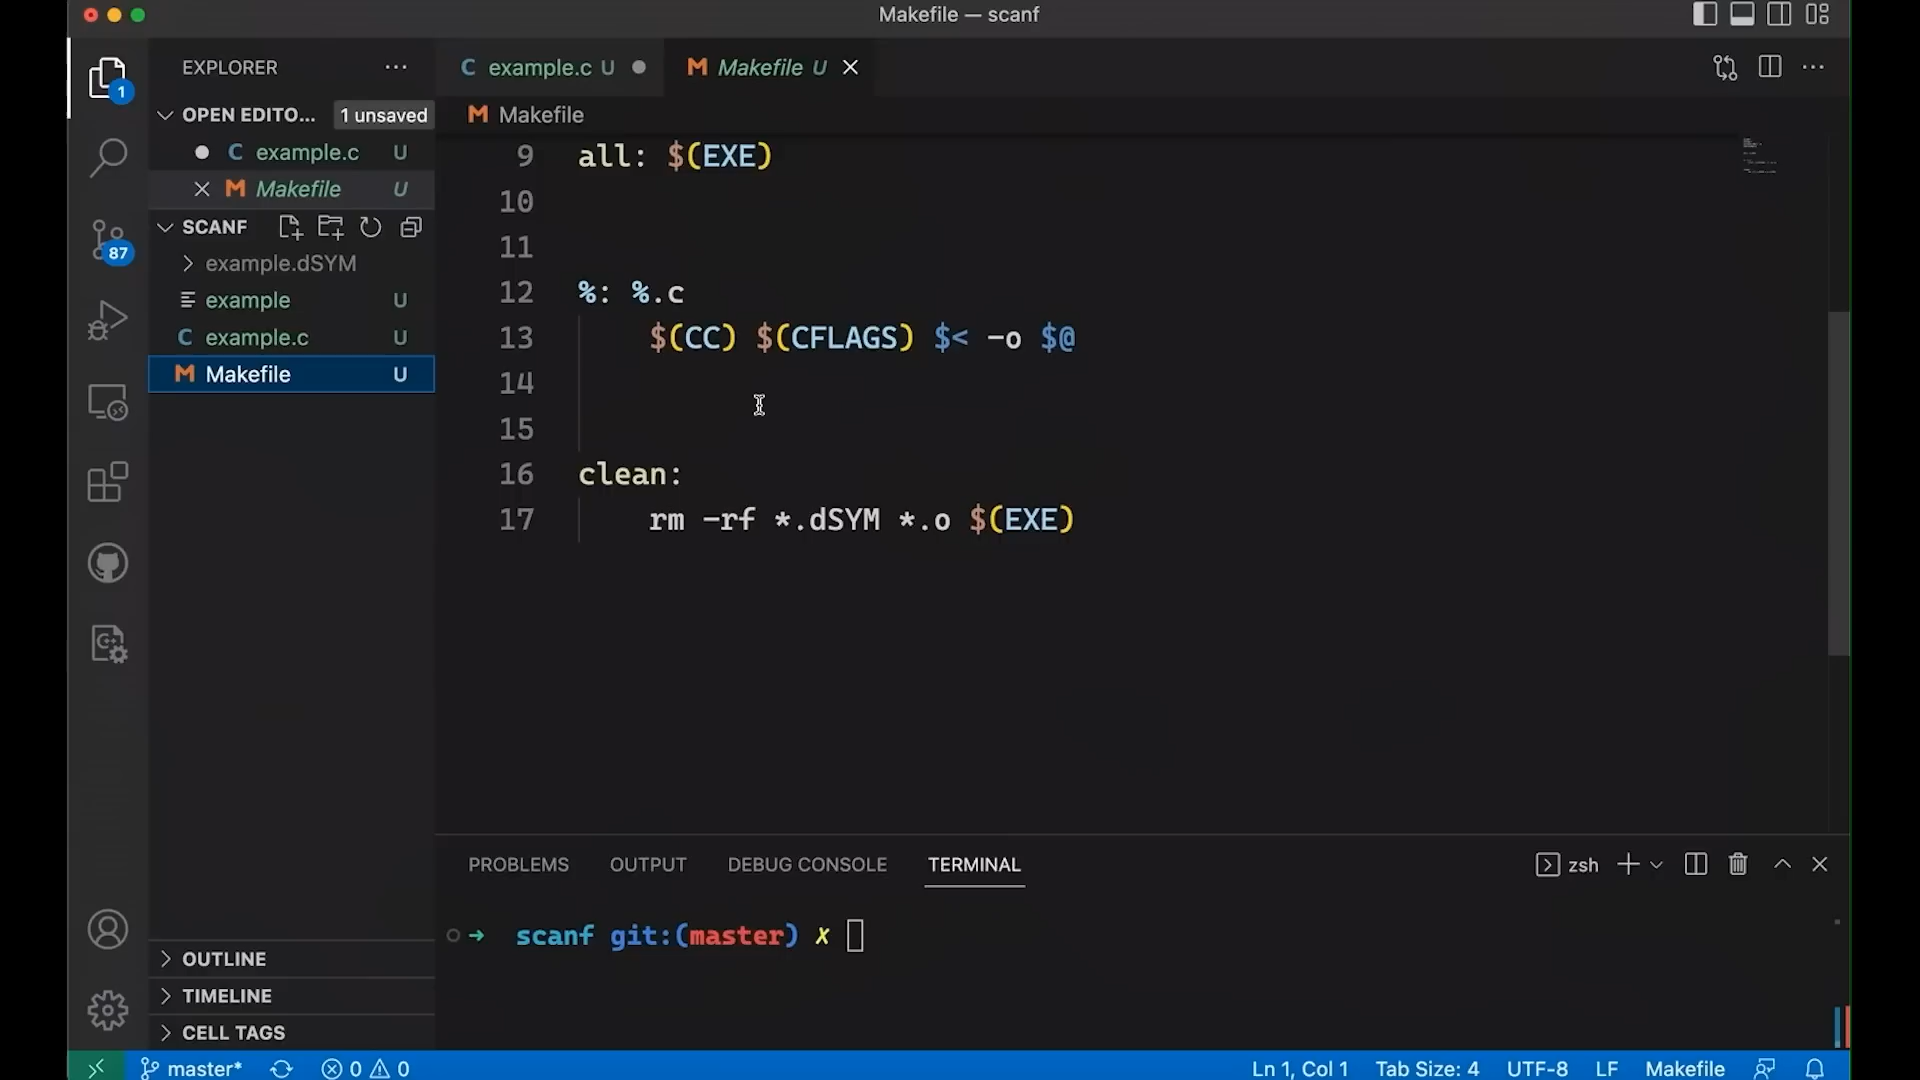 Makefile — scanf
EXPLORER
OPEN EDITO... 1 unsaved
C example.c U
M Makefile U
SCANF
example.dSYM
example U
C example.c U
M Makefile U
OUTLINE
TIMELINE
CELL TAGS
1
87
C example.c U
M Makefile U
M Makefile
9 all: $(EXE)
10
11
12 %: %.c
13 $(CC) $(CFLAGS) $< -o $@
14
15
16 clean:
17 rm -rf *.dSYM *.o $(EXE)
PROBLEMS OUTPUT DEBUG CONSOLE TERMINAL
zsh
➜ scanf git:(master) ✗
master* 0 0 Ln 1, Col 1 Tab Size: 4 UTF-8 LF Makefile